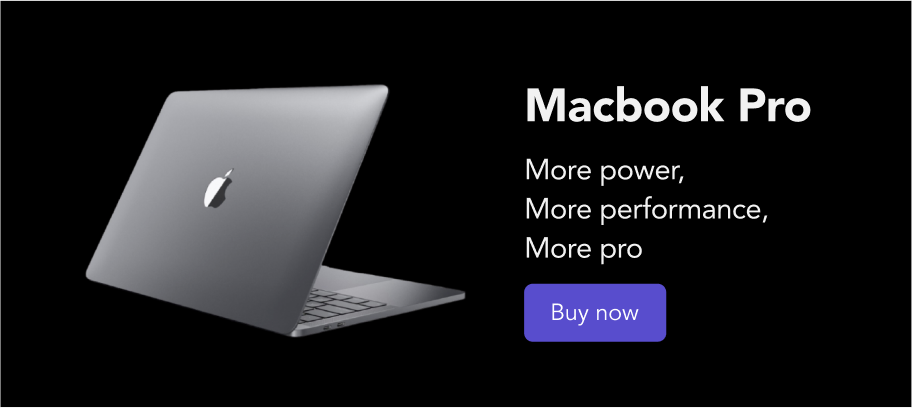 Macbook Pro
More power,
More performance,
More pro
Buy now